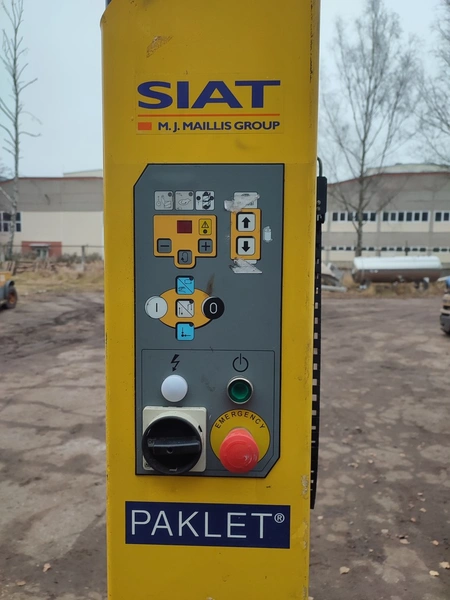 SIAT
M. J. MAILLIS GROUP
I
O
EMERGENCY
PAKLET®